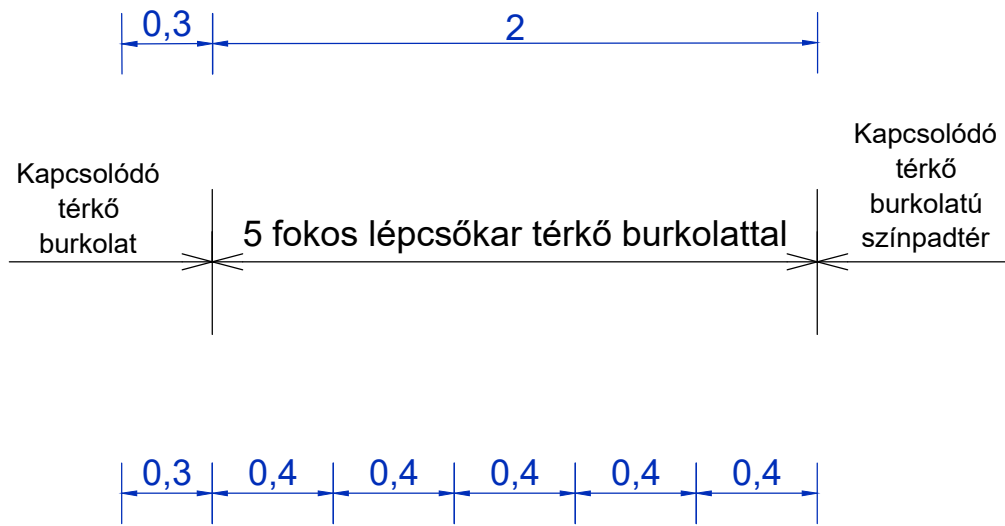 0,3
2
Kapcsolódó
térkő
burkolat
5 fokos lépcsőkar térkő burkolattal
Kapcsolódó
térkő
burkolatú
színpadtér
0,3
0,4
0,4
0,4
0,4
0,4